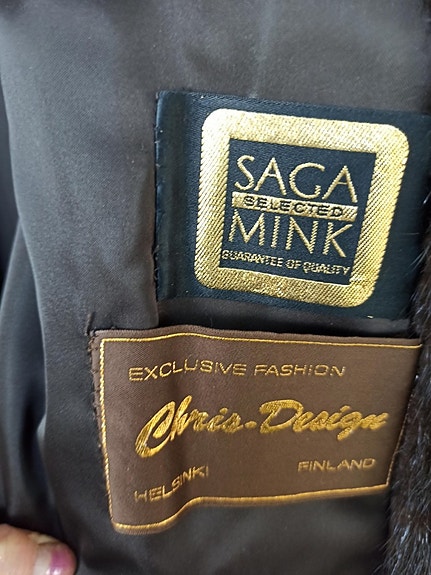 SAGA
SELECTED
MINK
GUARANTEE OF QUALITY
EXCLUSIVE FASHION
Chris-Design
HELSINKI FINLAND